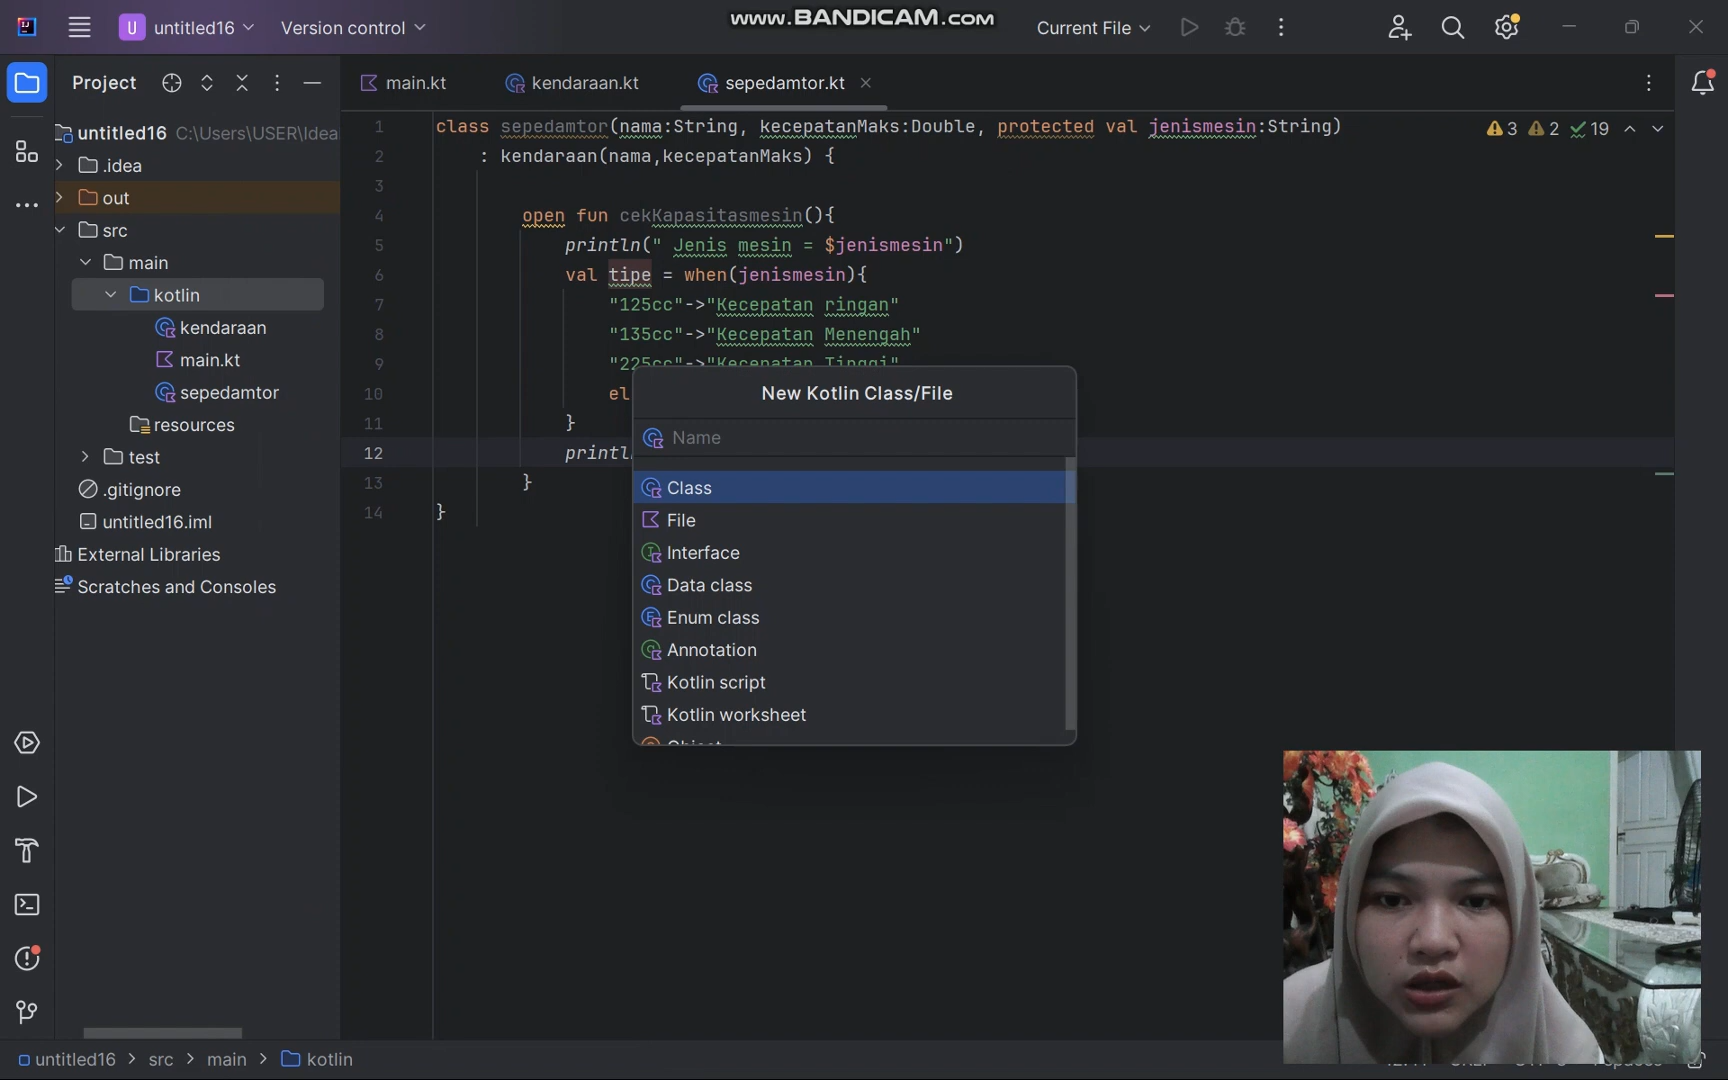 U untitled16 Version control www.BANDICAM.com Current File
Project
main.kt kendaraan.kt sepedamtor.kt
untitled16 C:\Users\USER\Idea
.idea
out
src
main
kotlin
kendaraan
main.kt
sepedamtor
resources
test
.gitignore
untitled16.iml
External Libraries
Scratches and Consoles
3 2 19
1 class sepedamtor(nama:String, kecepatanMaks:Double, protected val jenismesin:String)
2 : kendaraan(nama,kecepatanMaks) {
3
4 open fun cekKapasitasmesin(){
5 println(" Jenis mesin = $jenismesin")
6 val tipe = when(jenismesin){
7 "125cc"->"Kecepatan ringan"
8 "135cc"->"Kecepatan Menengah"
9 "225cc"->"Kecepatan Tinggi"
10 el
11 }
12 println
13 }
14 }
New Kotlin Class/File
Name
Class
File
Interface
Data class
Enum class
Annotation
Kotlin script
Kotlin worksheet
Object
untitled16 > src > main > kotlin